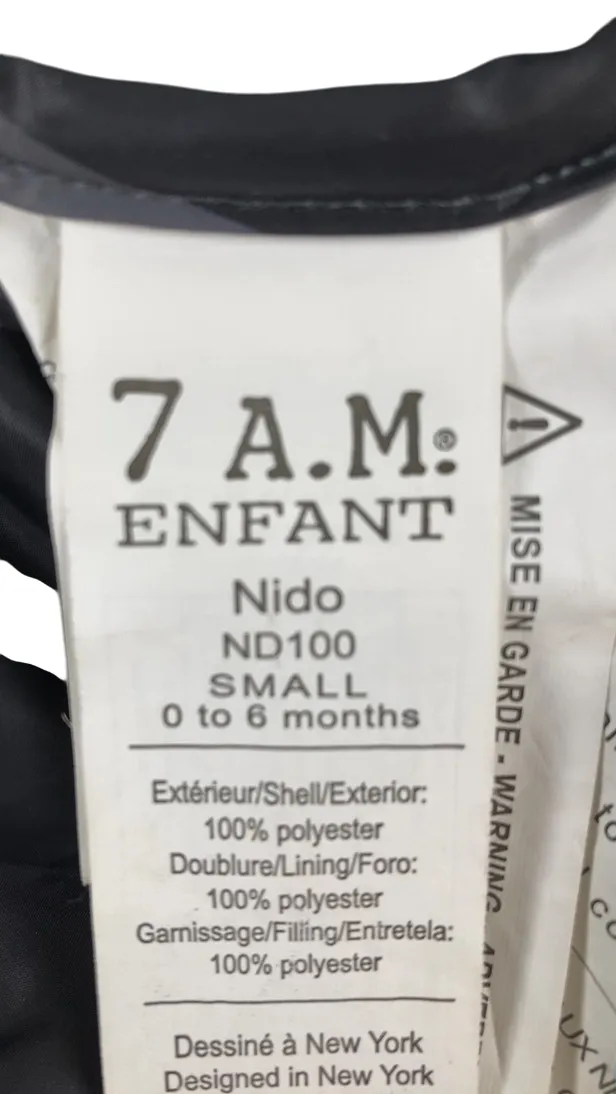 7 A.M.®
ENFANT
Nido
ND100
SMALL
0 to 6 months
Extérieur/Shell/Exterior:
100% polyester
Doublure/Lining/Foro:
100% polyester
Garnissage/Filling/Entretela:
100% polyester
Dessiné à New York
Designed in New York
MISE EN GARDE - WARNING
to